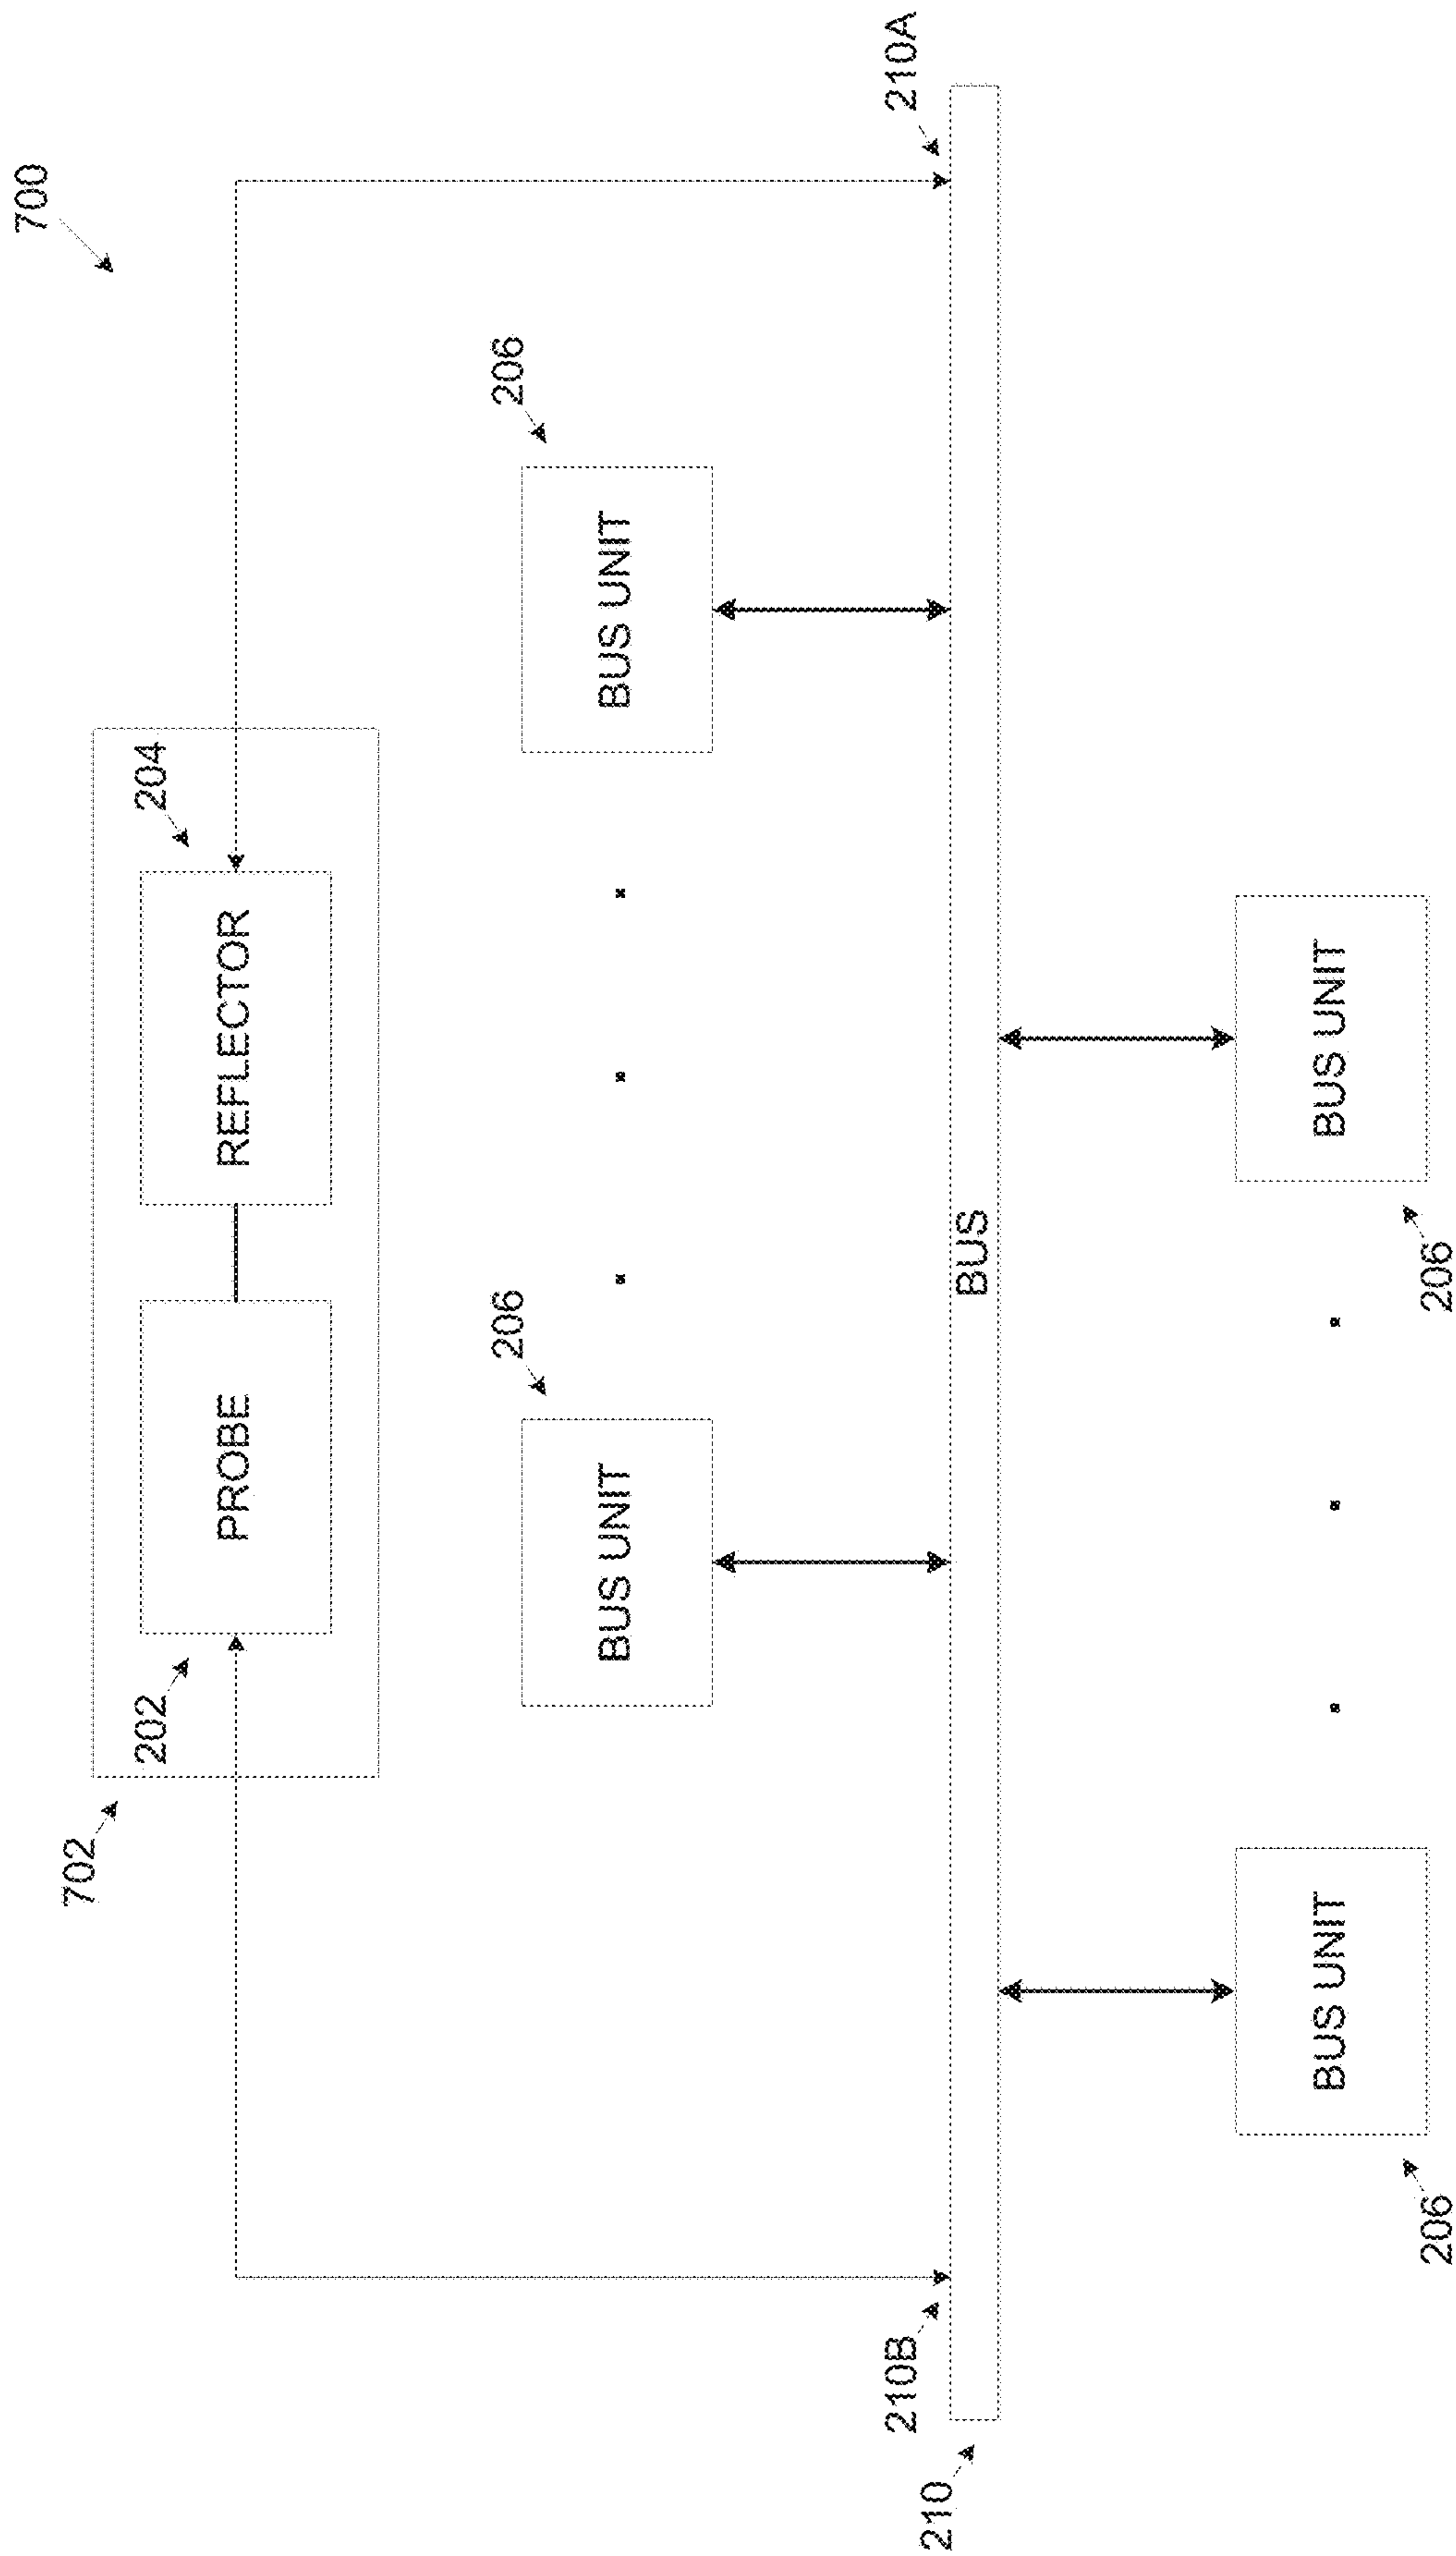 700
702
202
PROBE
204
REFLECTOR
206
BUS UNIT
206
BUS UNIT
210B
210A
210
BUS
BUS UNIT
206
BUS UNIT
206